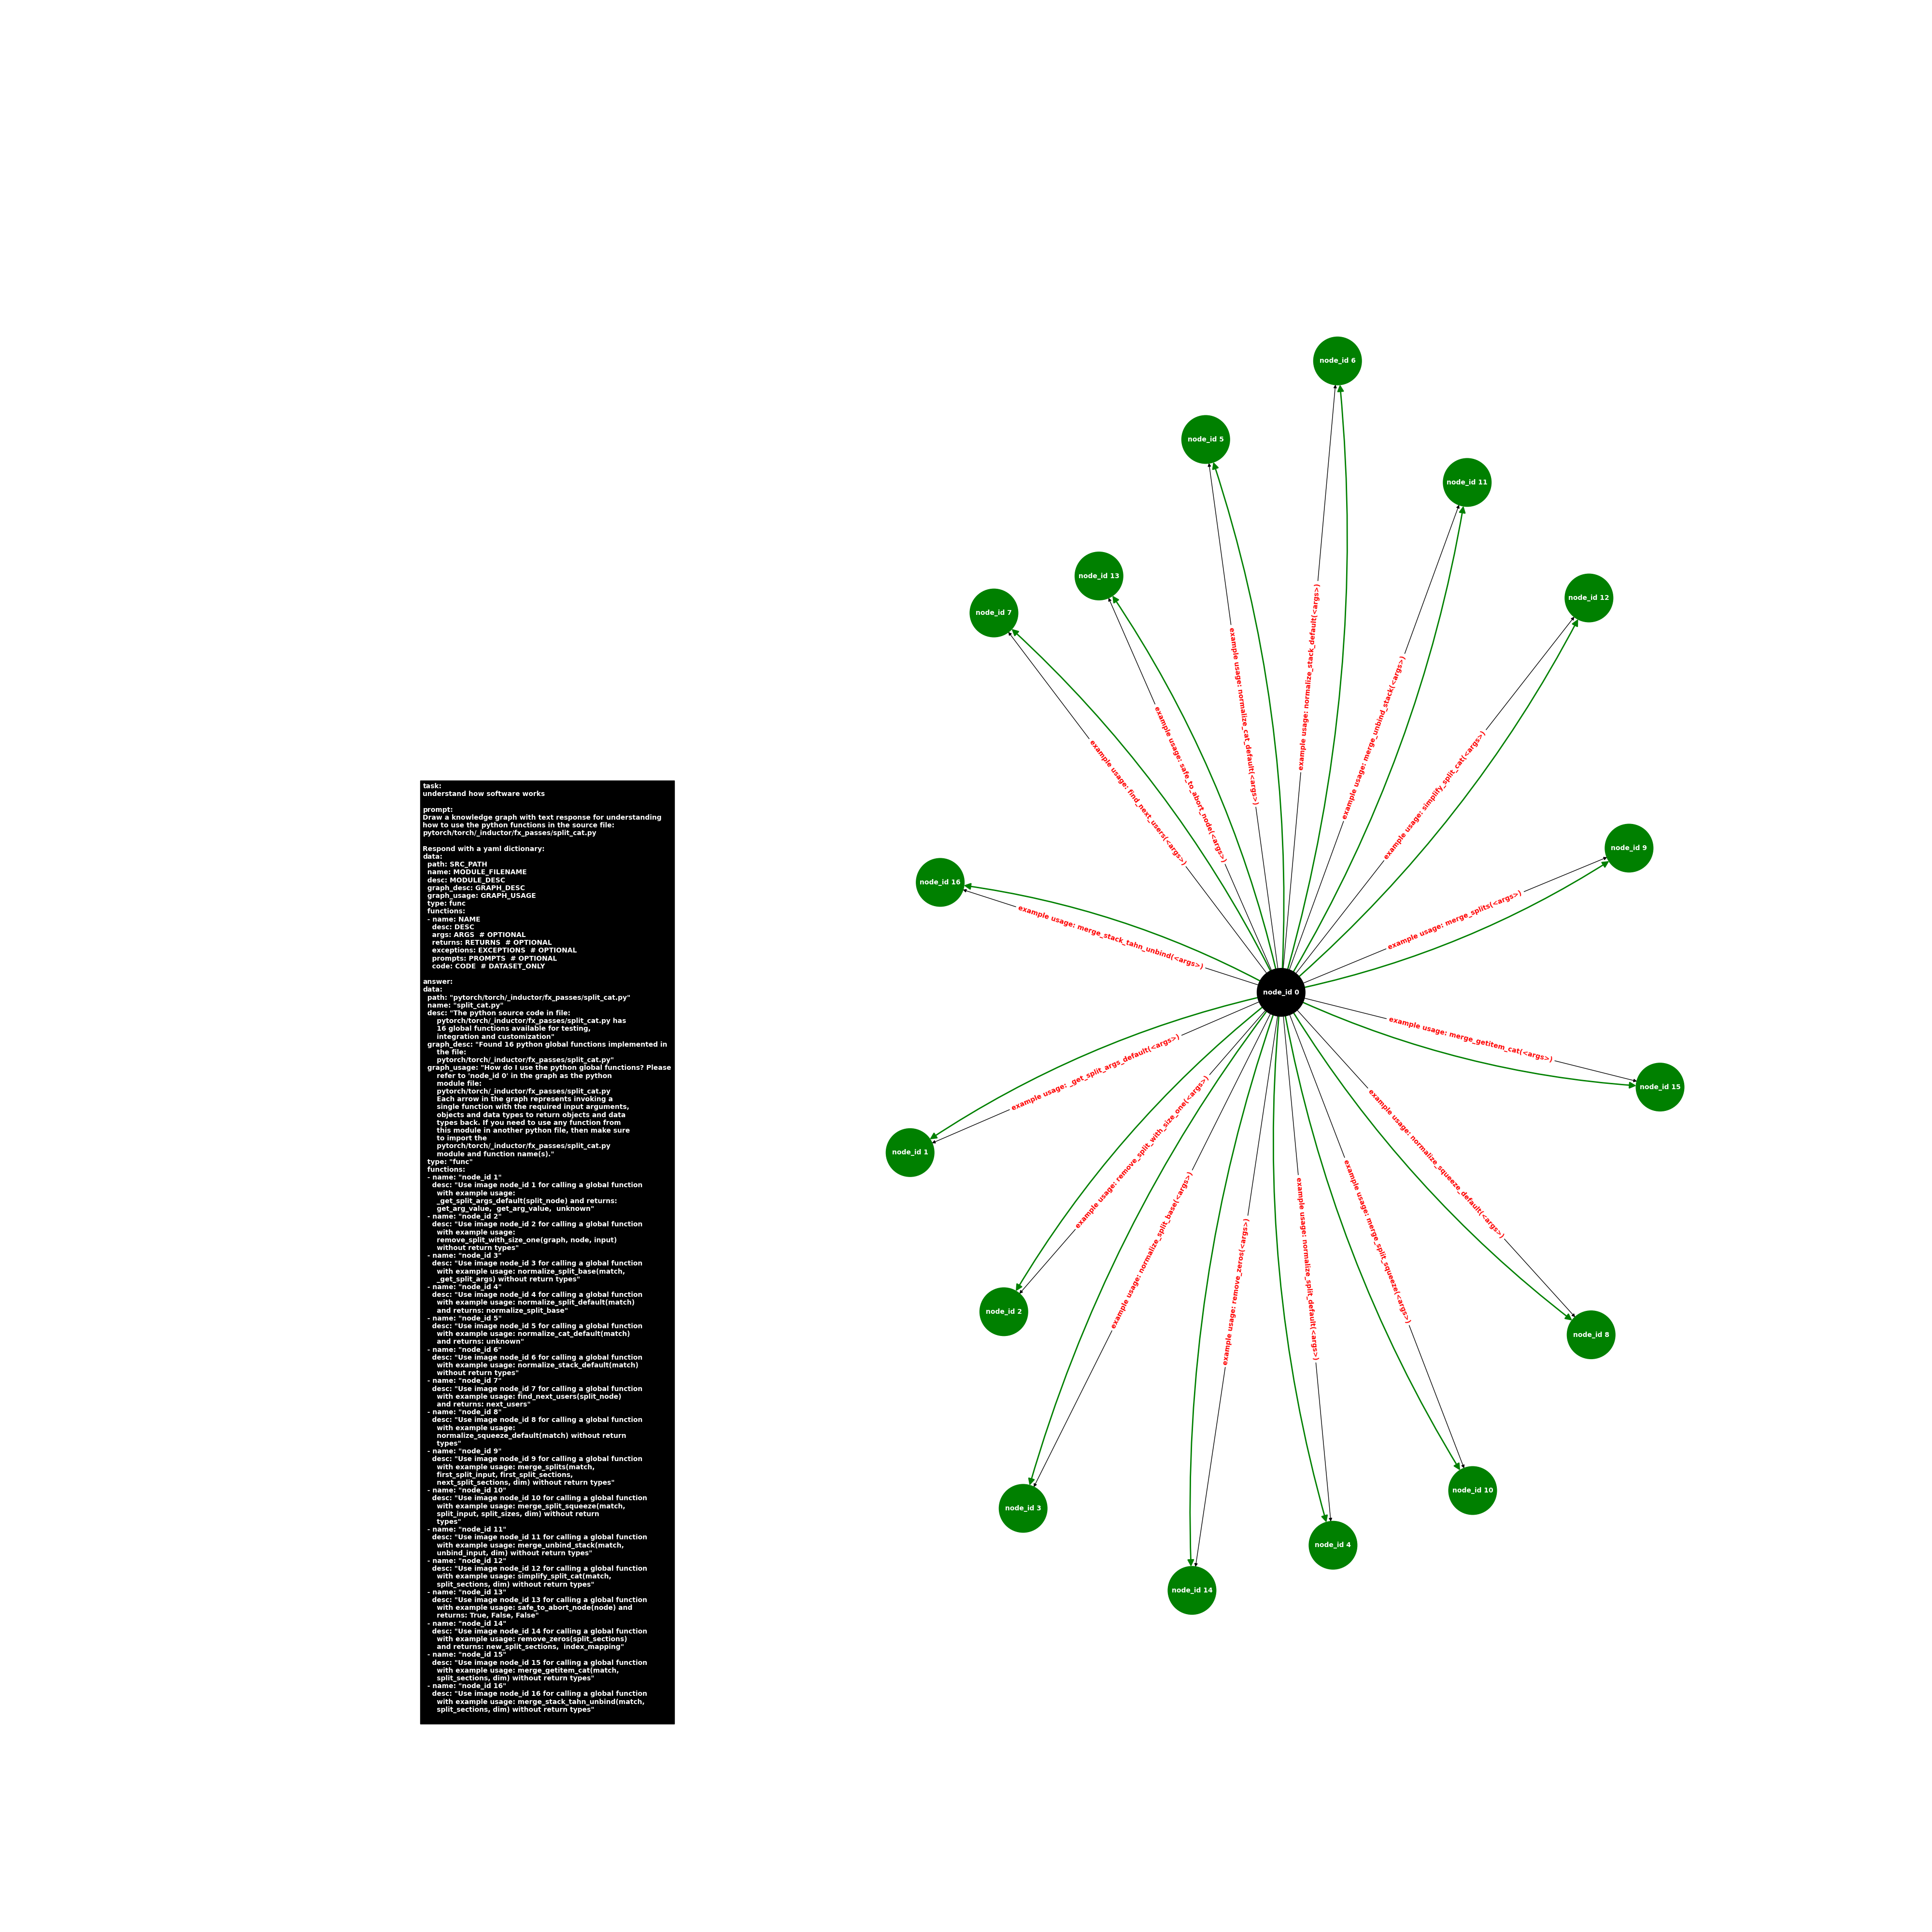 task:
understand how software works

prompt:
Draw a knowledge graph with text response for understanding
how to use the python functions in the source file:
pytorch/torch/_inductor/fx_passes/split_cat.py

Respond with a yaml dictionary:
data:
  path: SRC_PATH
  name: MODULE_FILENAME
  desc: MODULE_DESC
  graph_desc: GRAPH_DESC
  graph_usage: GRAPH_USAGE
  type: func
  functions:
  - name: NAME
    desc: DESC
    args: ARGS  # OPTIONAL
    returns: RETURNS  # OPTIONAL
    exceptions: EXCEPTIONS  # OPTIONAL
    prompts: PROMPTS  # OPTIONAL
    code: CODE  # DATASET_ONLY

answer:
data:
  path: "pytorch/torch/_inductor/fx_passes/split_cat.py"
  name: "split_cat.py"
  desc: "The python source code in file:
      pytorch/torch/_inductor/fx_passes/split_cat.py has
      16 global functions available for testing,
      integration and customization"
  graph_desc: "Found 16 python global functions implemented in
      the file:
      pytorch/torch/_inductor/fx_passes/split_cat.py"
  graph_usage: "How do I use the python global functions? Please
      refer to 'node_id 0' in the graph as the python
      module file:
      pytorch/torch/_inductor/fx_passes/split_cat.py
      Each arrow in the graph represents invoking a
      single function with the required input arguments,
      objects and data types to return objects and data
      types back. If you need to use any function from
      this module in another python file, then make sure
      to import the
      pytorch/torch/_inductor/fx_passes/split_cat.py
      module and function name(s)."
  type: "func"
  functions:
  - name: "node_id 1"
    desc: "Use image node_id 1 for calling a global function
      with example usage:
      _get_split_args_default(split_node) and returns:
      get_arg_value,  get_arg_value,  unknown"
  - name: "node_id 2"
    desc: "Use image node_id 2 for calling a global function
      with example usage:
      remove_split_with_size_one(graph, node, input)
      without return types"
  - name: "node_id 3"
    desc: "Use image node_id 3 for calling a global function
      with example usage: normalize_split_base(match,
      _get_split_args) without return types"
  - name: "node_id 4"
    desc: "Use image node_id 4 for calling a global function
      with example usage: normalize_split_default(match)
      and returns: normalize_split_base"
  - name: "node_id 5"
    desc: "Use image node_id 5 for calling a global function
      with example usage: normalize_cat_default(match)
      and returns: unknown"
  - name: "node_id 6"
    desc: "Use image node_id 6 for calling a global function
      with example usage: normalize_stack_default(match)
      without return types"
  - name: "node_id 7"
    desc: "Use image node_id 7 for calling a global function
      with example usage: find_next_users(split_node)
      and returns: next_users"
  - name: "node_id 8"
    desc: "Use image node_id 8 for calling a global function
      with example usage:
      normalize_squeeze_default(match) without return
      types"
  - name: "node_id 9"
    desc: "Use image node_id 9 for calling a global function
      with example usage: merge_splits(match,
      first_split_input, first_split_sections,
      next_split_sections, dim) without return types"
  - name: "node_id 10"
    desc: "Use image node_id 10 for calling a global function
      with example usage: merge_split_squeeze(match,
      split_input, split_sizes, dim) without return
      types"
  - name: "node_id 11"
    desc: "Use image node_id 11 for calling a global function
      with example usage: merge_unbind_stack(match,
      unbind_input, dim) without return types"
  - name: "node_id 12"
    desc: "Use image node_id 12 for calling a global function
      with example usage: simplify_split_cat(match,
      split_sections, dim) without return types"
  - name: "node_id 13"
    desc: "Use image node_id 13 for calling a global function
      with example usage: safe_to_abort_node(node) and
      returns: True, False, False"
  - name: "node_id 14"
    desc: "Use image node_id 14 for calling a global function
      with example usage: remove_zeros(split_sections)
      and returns: new_split_sections,  index_mapping"
  - name: "node_id 15"
    desc: "Use image node_id 15 for calling a global function
      with example usage: merge_getitem_cat(match,
      split_sections, dim) without return types"
  - name: "node_id 16"
    desc: "Use image node_id 16 for calling a global function
      with example usage: merge_stack_tahn_unbind(match,
      split_sections, dim) without return types"
node_id 6
node_id 5
node_id 11
node_id 13
node_id 12
node_id 7
node_id 9
node_id 16
node_id 0
node_id 15
node_id 1
node_id 2
node_id 8
node_id 10
node_id 3
node_id 4
node_id 14
example usage: normalize_stack_default(<args>)
example usage: normalize_cat_default(<args>)
example usage: merge_unbind_stack(<args>)
example usage: safe_to_abort_node(<args>)
example usage: simplify_split_cat(<args>)
example usage: find_next_users(<args>)
example usage: merge_splits(<args>)
example usage: merge_stack_tahn_unbind(<args>)
example usage: merge_getitem_cat(<args>)
example usage: _get_split_args_default(<args>)
example usage: remove_split_with_size_one(<args>)
example usage: normalize_squeeze_default(<args>)
example usage: normalize_split_base(<args>)
example usage: merge_split_squeeze(<args>)
example usage: remove_zeros(<args>)
example usage: normalize_split_default(<args>)